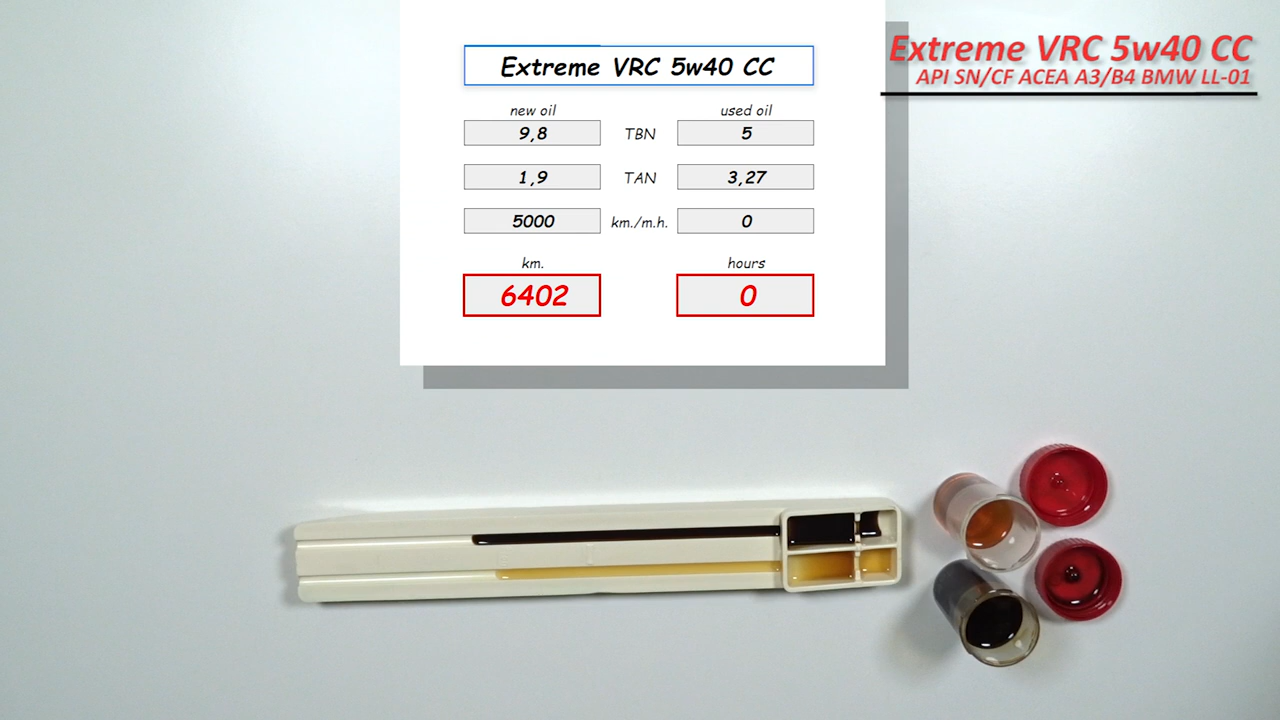 Extreme VRC 5w40 CC
API SN/CF ACEA A3/B4 BMW LL-01
Extreme VRC 5w40 CC
new oil used oil
9,8 TBN 5
1,9 TAN 3,27
5000 km./m.h. 0
km. hours
6402 0